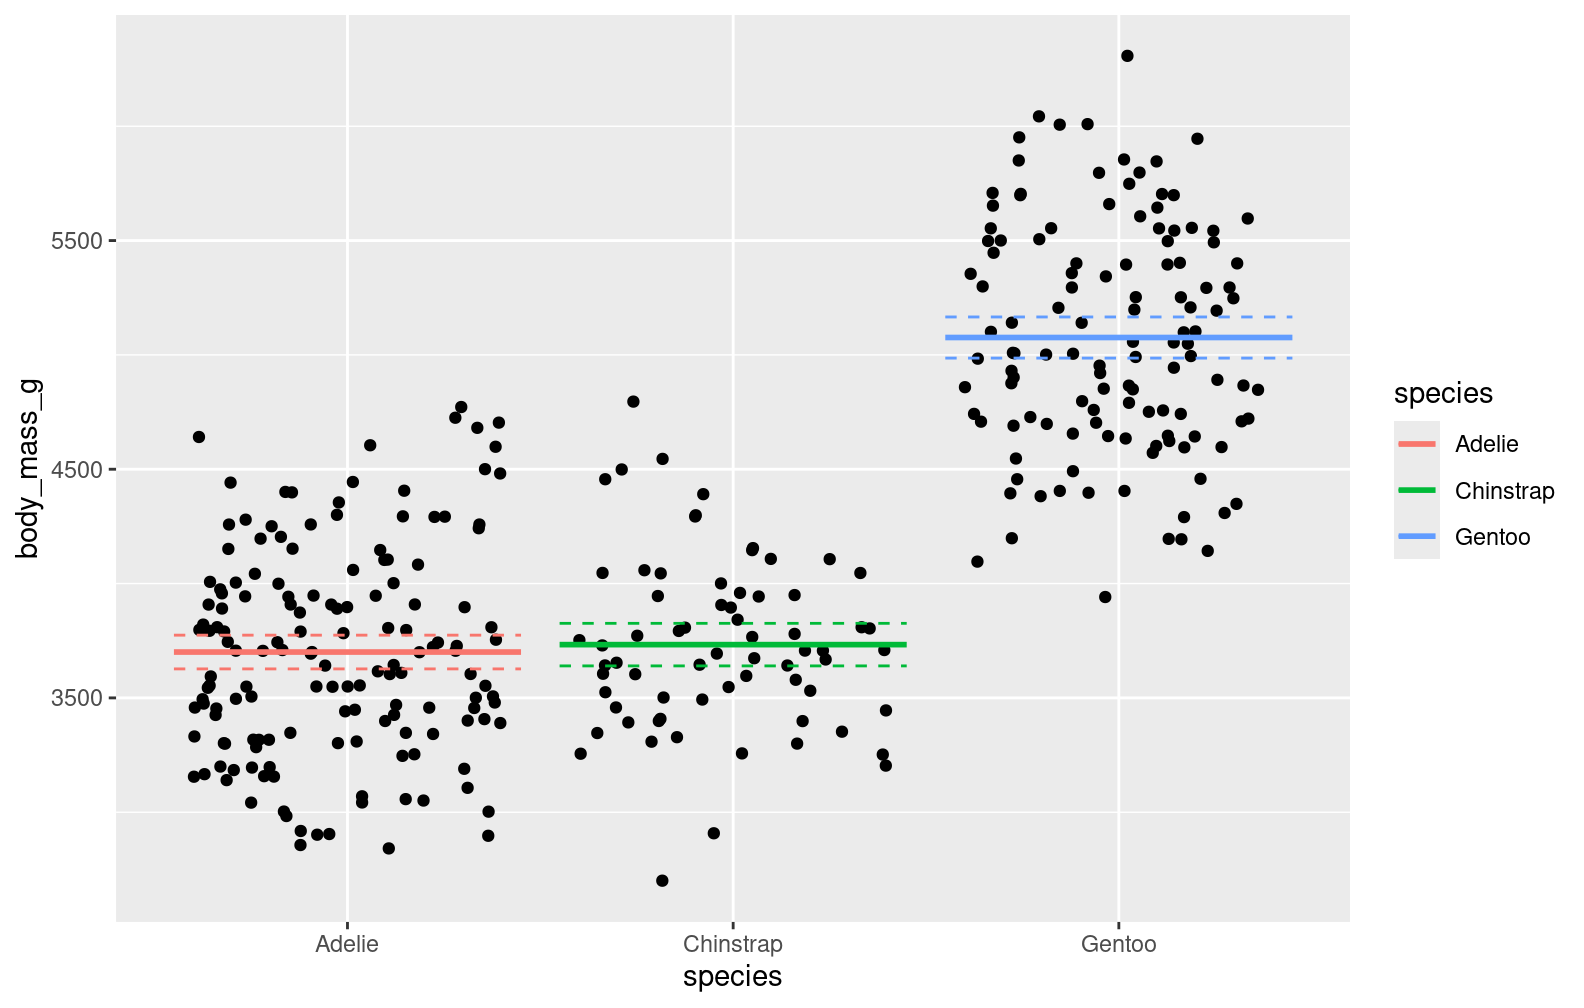 body_mass_g
5500
4500
3500
Adelie
Chinstrap
Gentoo
species
species
Adelie
Chinstrap
Gentoo